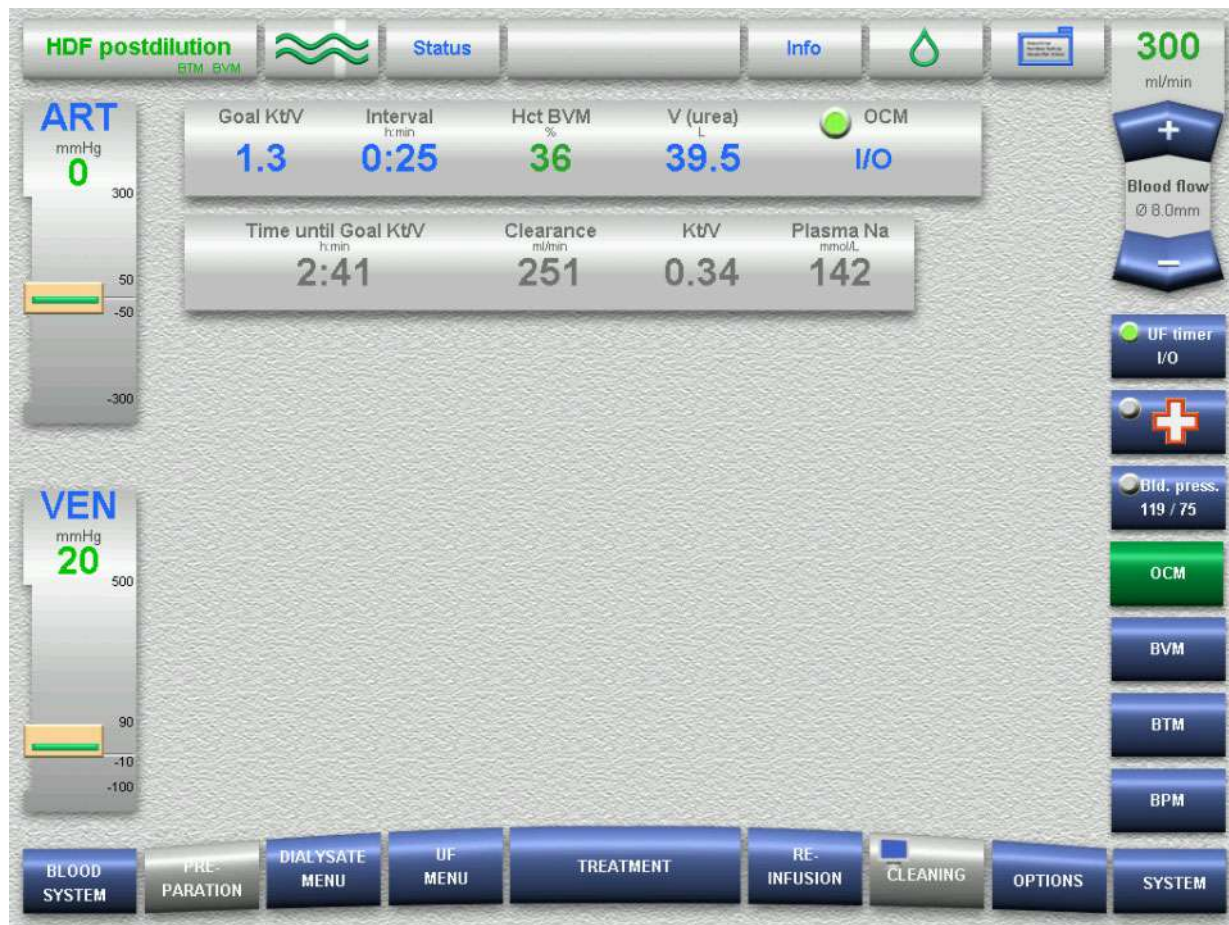 HDF postdilution
BTM BVM
Status
Info
300
ml/min
ART
mmHg
0
300
50
-50
-300
Goal Kt/V
Interval
h:min
Hct BVM
%
V (urea)
L
OCM
1.3
0:25
36
39.5
I/O
Time until Goal Kt/V
h:min
Clearance
ml/min
Kt/V
Plasma Na
mmol/L
2:41
251
0.34
142
+
Blood flow
Ø 8.0mm
–
UF timer
I/O
Bld. press.
119 / 75
OCM
BVM
BTM
BPM
VEN
mmHg
20
500
90
-10
-100
BLOOD
SYSTEM
PRE-
PARATION
DIALYSATE
MENU
UF
MENU
TREATMENT
RE-
INFUSION
CLEANING
OPTIONS
SYSTEM